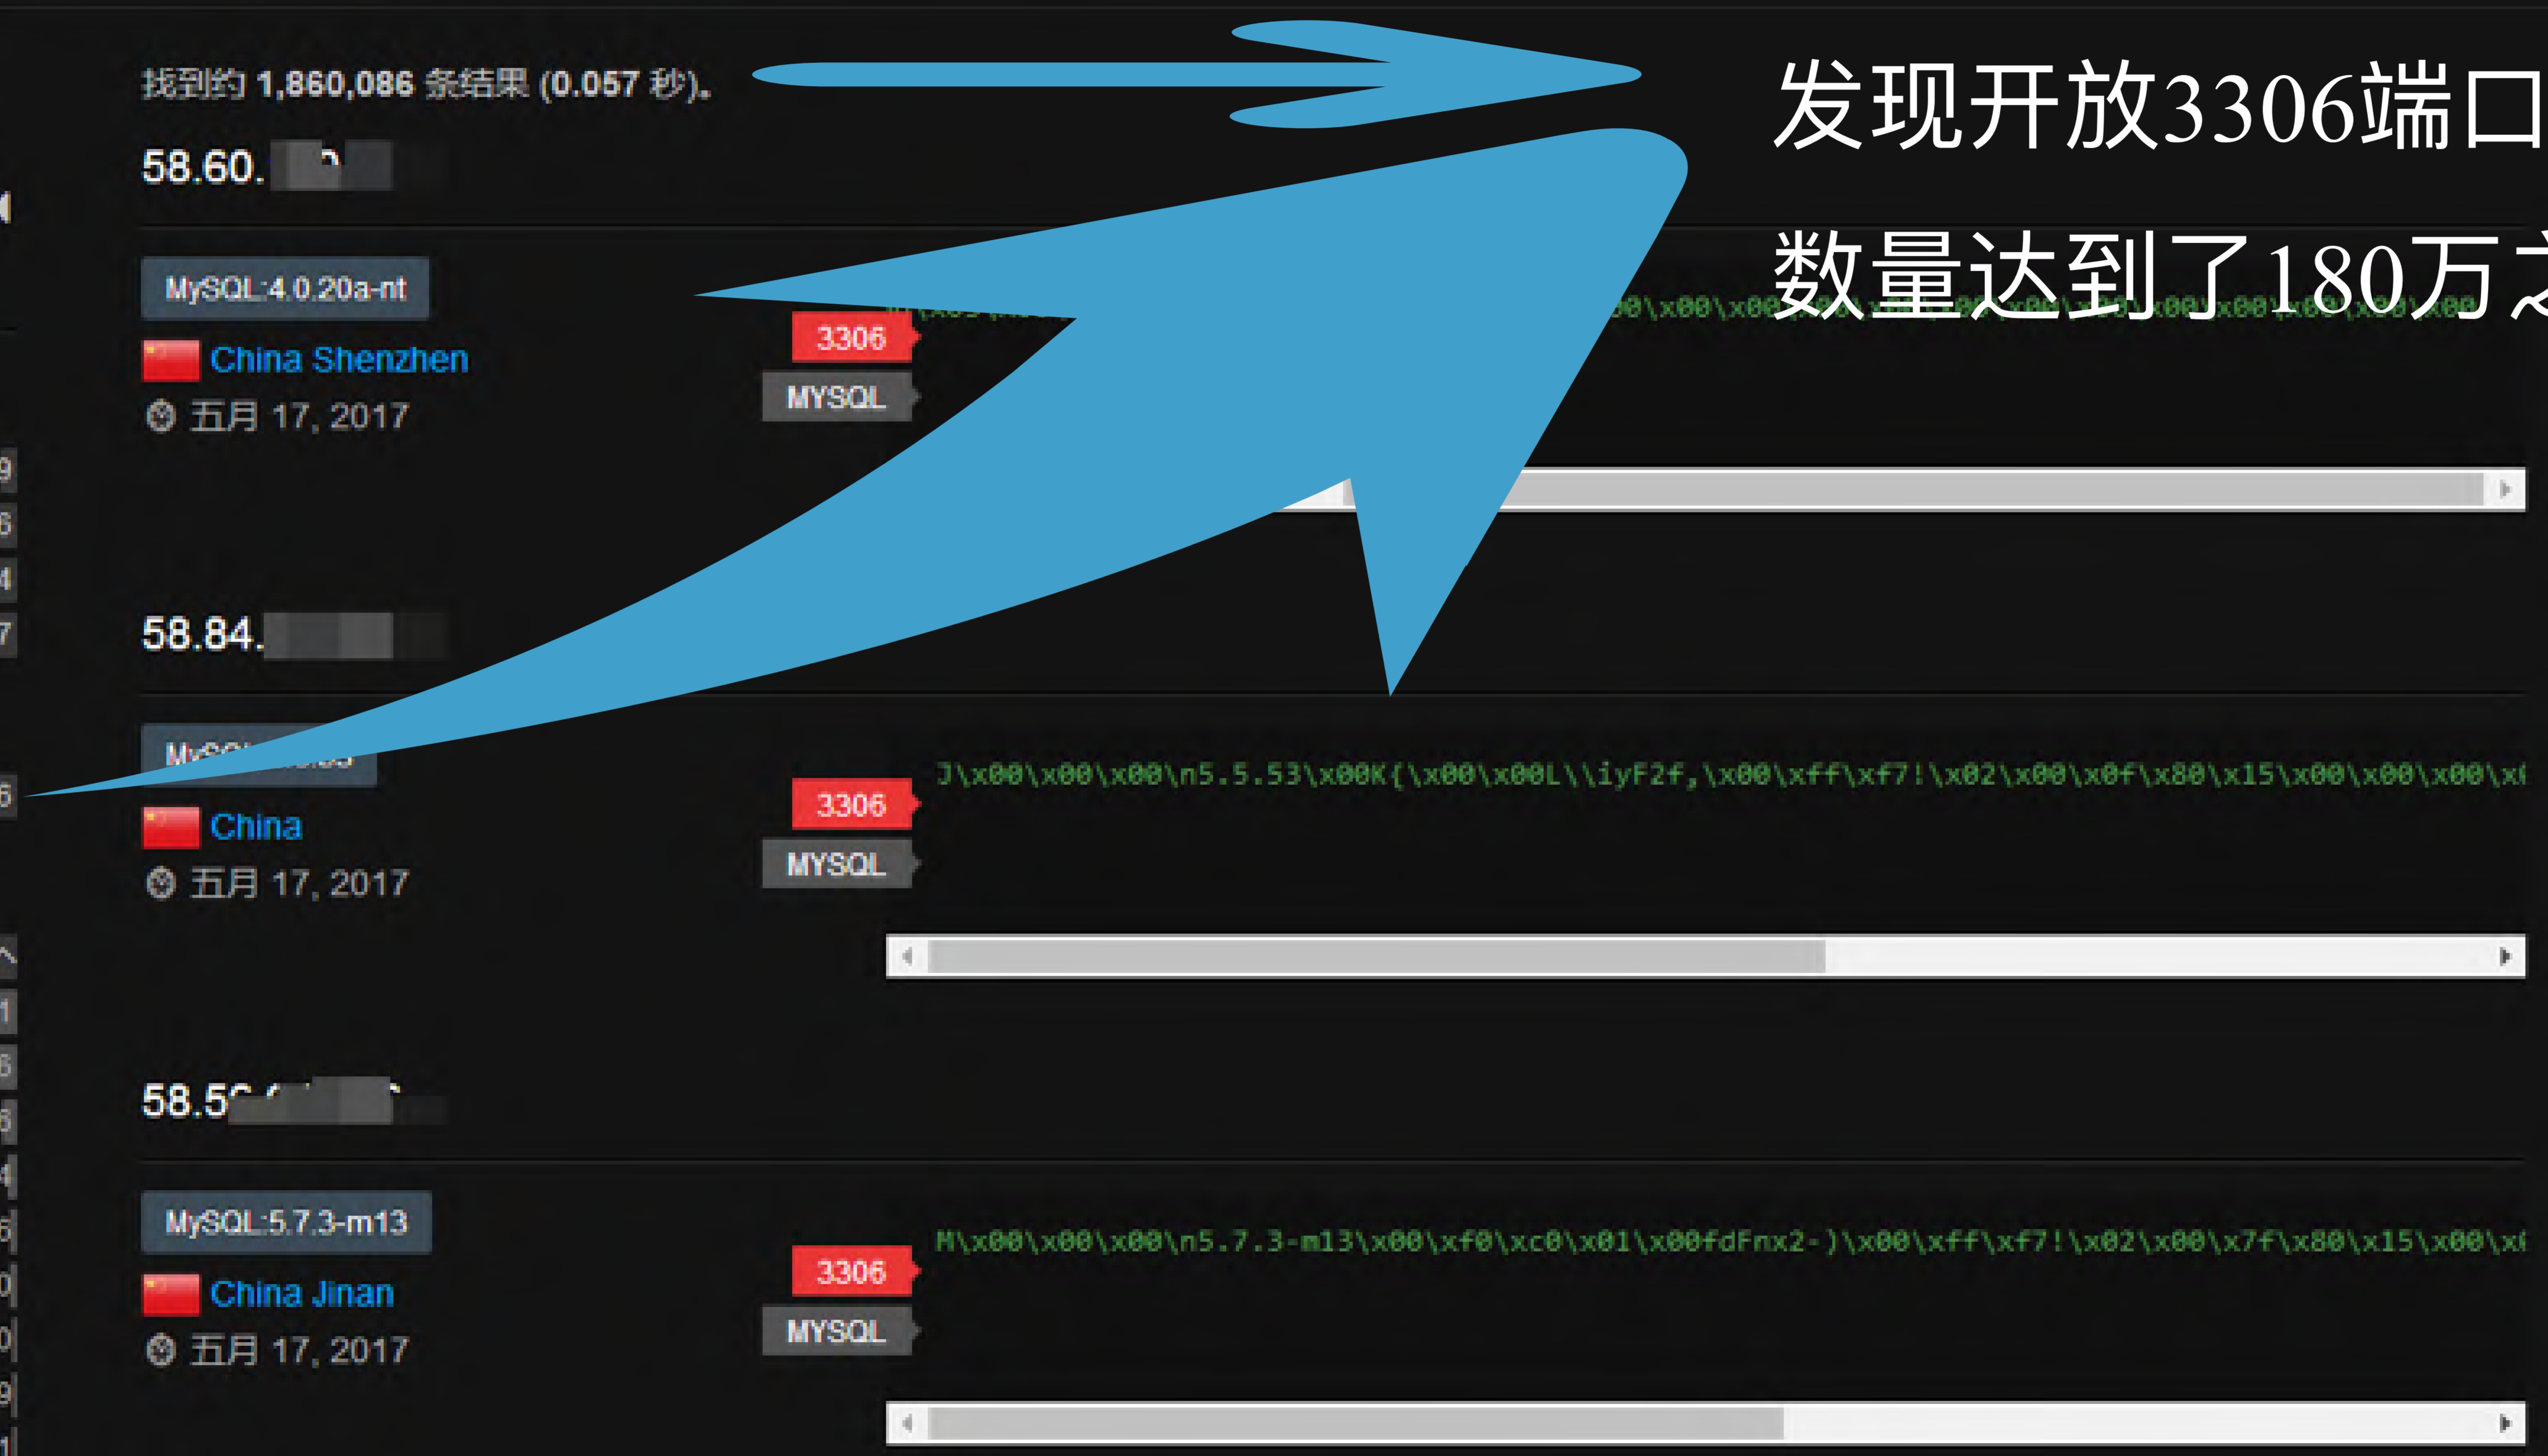 找到约 1,860,086 条结果 (0.057 秒)。
发现开放3306端口
58.60.
数量达到了180万之
MySQL:4.0.20a-nt
3306
China Shenzhen
MYSQL
五月 17, 2017
58.84.
J\x00\x00\x00\n5.5.53\x00K{\x00\x00L\\iyF2f,\x00\xff\xf7!\x02\x00\x0f\x80\x15\x00\x00\x00\x
3306
China
MYSQL
五月 17, 2017
58.5
MySQL:5.7.3-m13
M\x00\x00\x00\n5.7.3-m13\x00\xf0\xc0\x01\x00fdFnx2-)\x00\xff\xf7!\x02\x00\x7f\x80\x15\x00\x
3306
China Jinan
MYSQL
五月 17, 2017